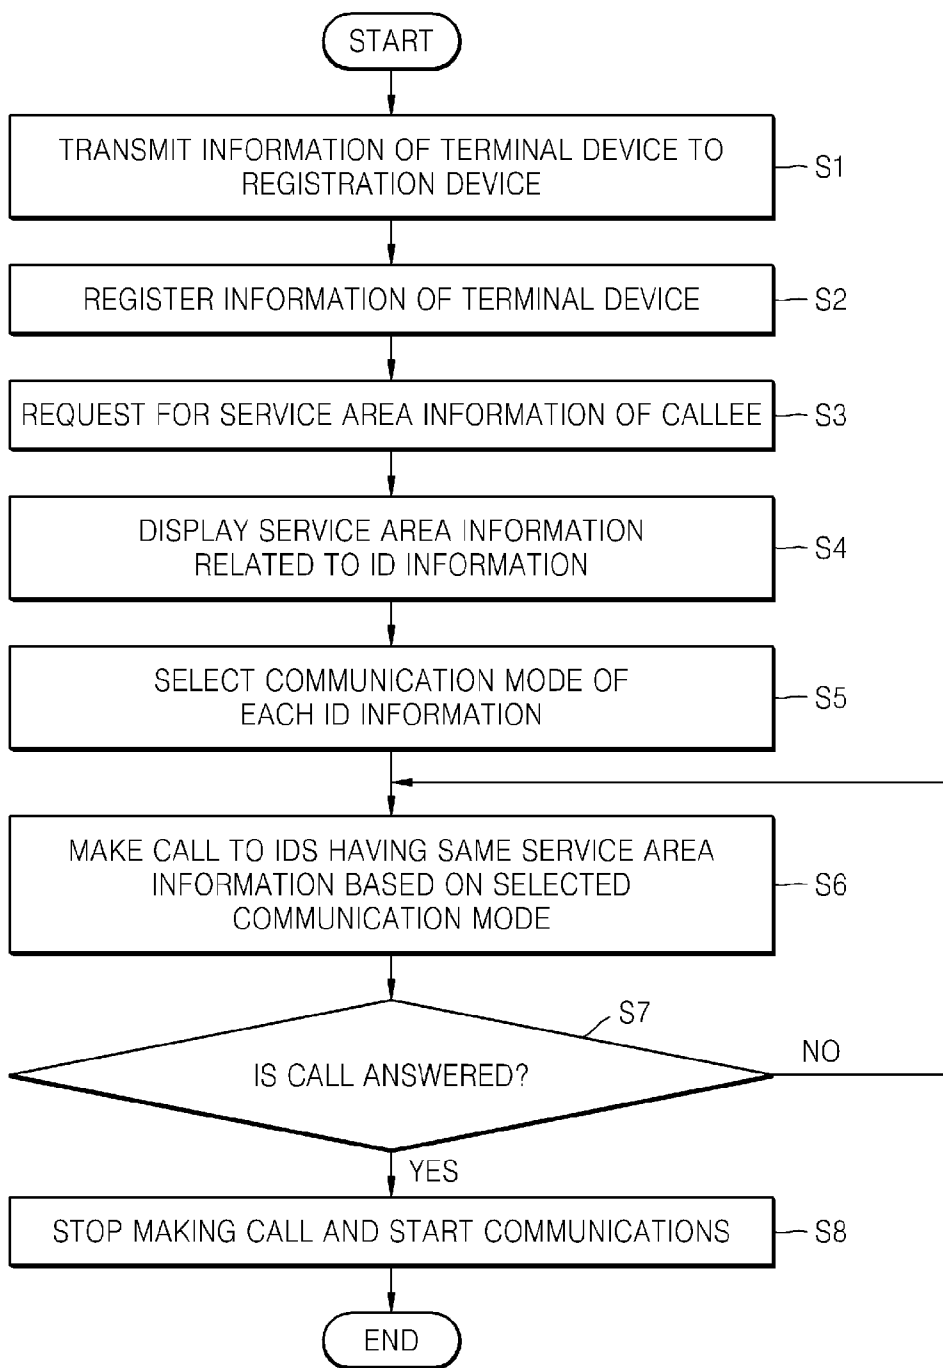 START
TRANSMIT INFORMATION OF TERMINAL DEVICE TO
REGISTRATION DEVICE
S1
REGISTER INFORMATION OF TERMINAL DEVICE
S2
REQUEST FOR SERVICE AREA INFORMATION OF CALLEE
S3
DISPLAY SERVICE AREA INFORMATION
RELATED TO ID INFORMATION
S4
SELECT COMMUNICATION MODE OF
EACH ID INFORMATION
S5
MAKE CALL TO IDS HAVING SAME SERVICE AREA
INFORMATION BASED ON SELECTED
COMMUNICATION MODE
S6
S7
IS CALL ANSWERED?
NO
YES
STOP MAKING CALL AND START COMMUNICATIONS
S8
END